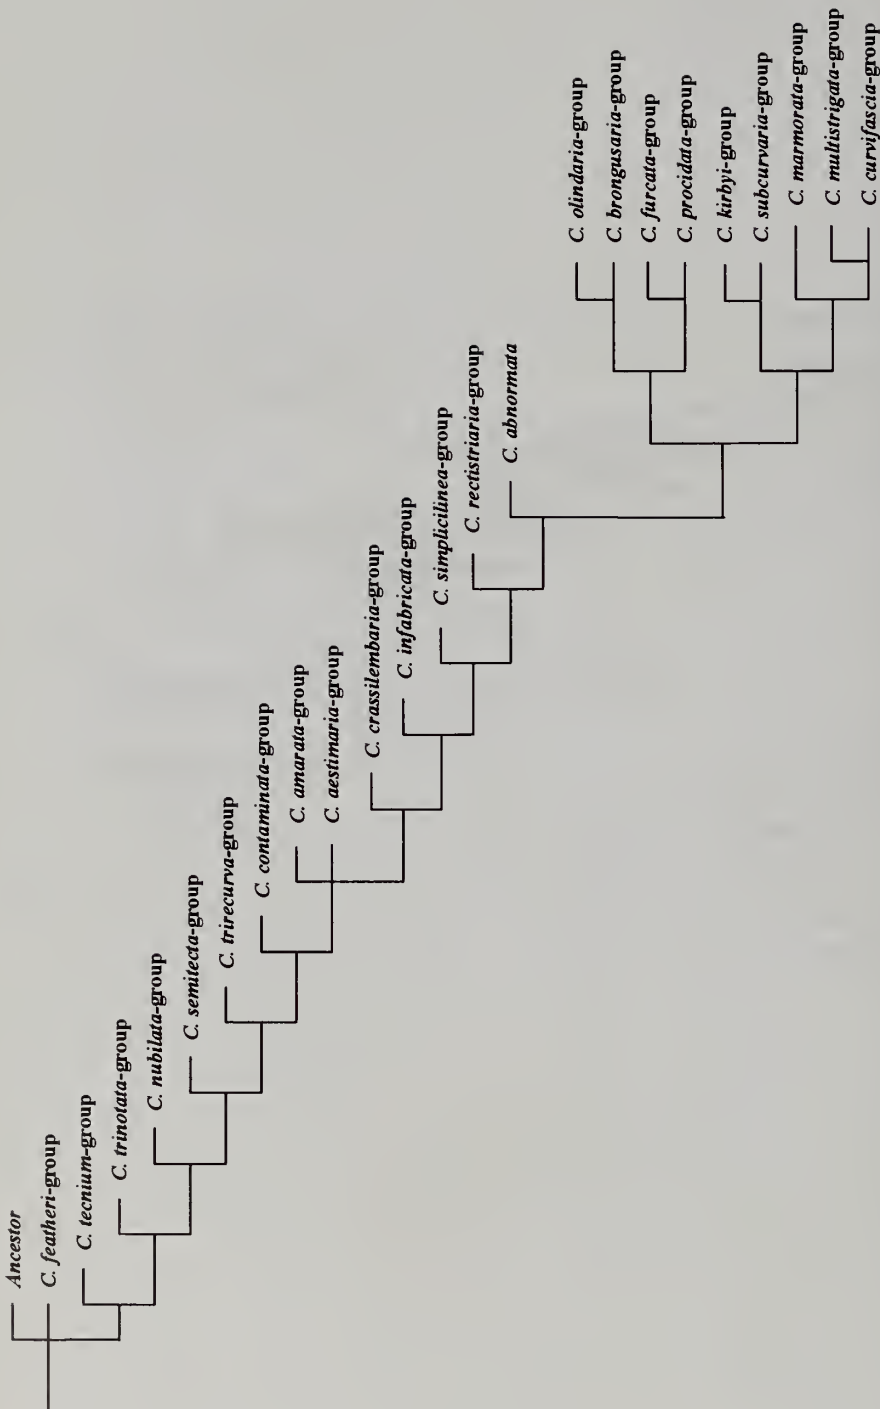 Ancestor
C. featheri-group
C. tecnium-group
C. trinotata-group
C. nubilata-group
C. semitecta-group
C. trirecurva-group
C. contaminata-group
C. amarata-group
C. aestimaria-group
C. crassilembaria-group
C. infabricata-group
C. simplicilinea-group
C. rectistriaria-group
C. abnormata
C. olindaria-group
C. brongusaria-group
C. furcata-group
C. procidata-group
C. kirbyi-group
C. subcurvaria-group
C. marmorata-group
C. multistrigata-group
C. curvifascia-group